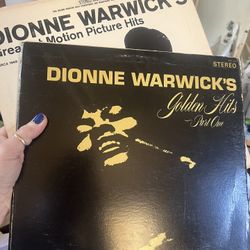 DIONNE WARWICK'S
Motion Picture Hits
STEREO
DIONNE WARWICK'S
Golden Hits
Part One